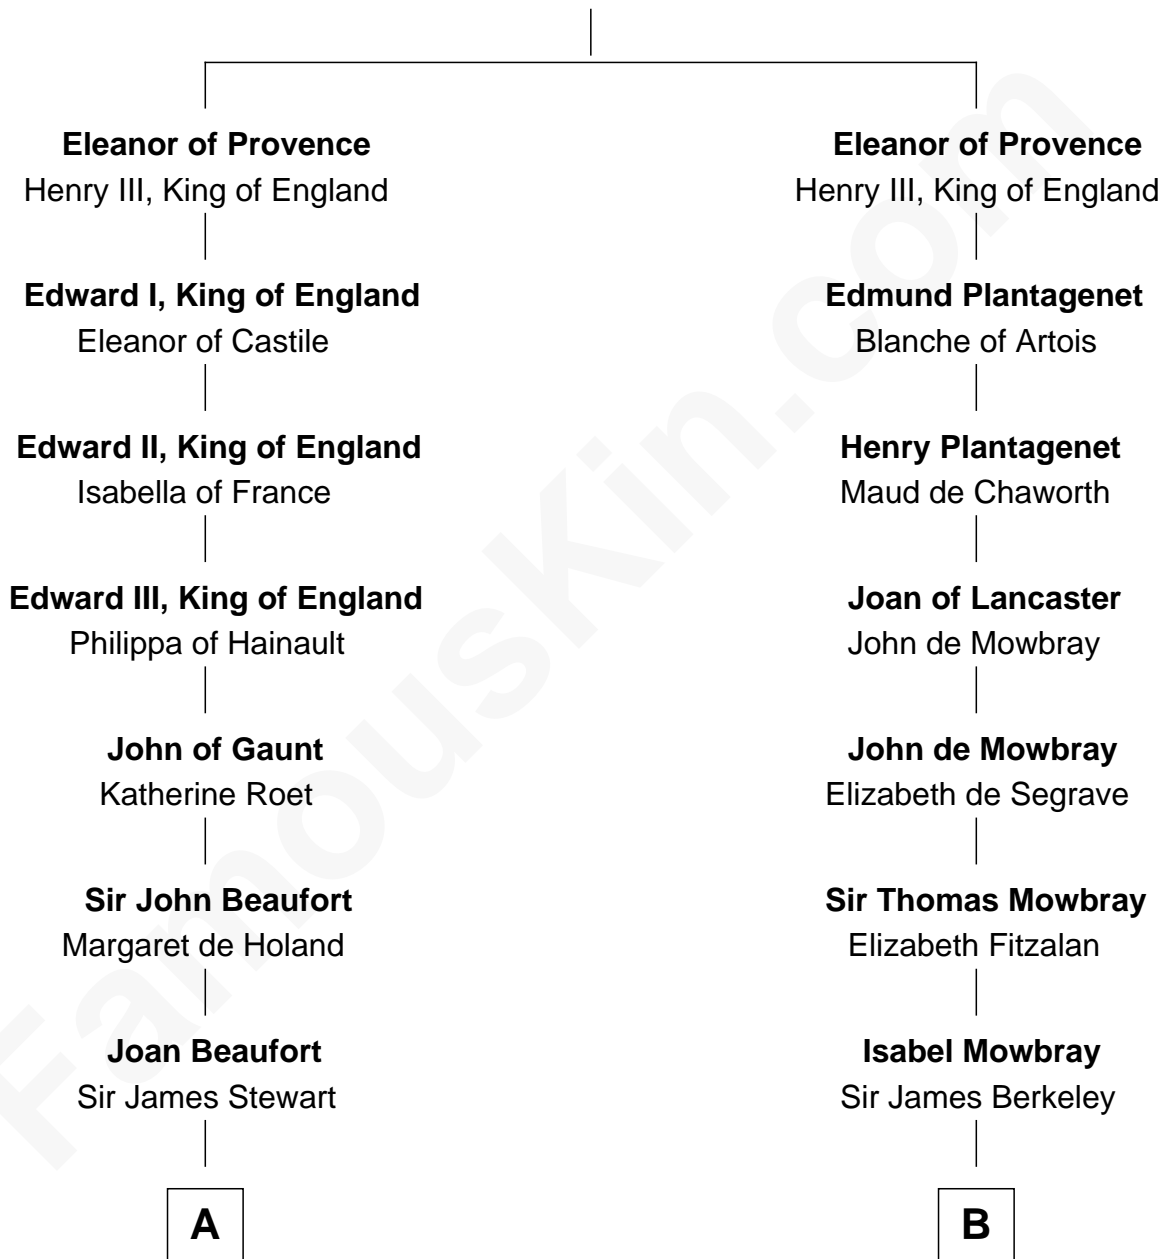 Eleanor of Provence
Henry III, King of England
Edward I, King of England
Eleanor of Castile
Edward II, King of England
Isabella of France
Edward III, King of England
Philippa of Hainault
John of Gaunt
Katherine Roet
Sir John Beaufort
Margaret de Holand
Joan Beaufort
Sir James Stewart
A
Eleanor of Provence
Henry III, King of England
Edmund Plantagenet
Blanche of Artois
Henry Plantagenet
Maud de Chaworth
Joan of Lancaster
John de Mowbray
John de Mowbray
Elizabeth de Segrave
Sir Thomas Mowbray
Elizabeth Fitzalan
Isabel Mowbray
Sir James Berkeley
B
FamousKin.com